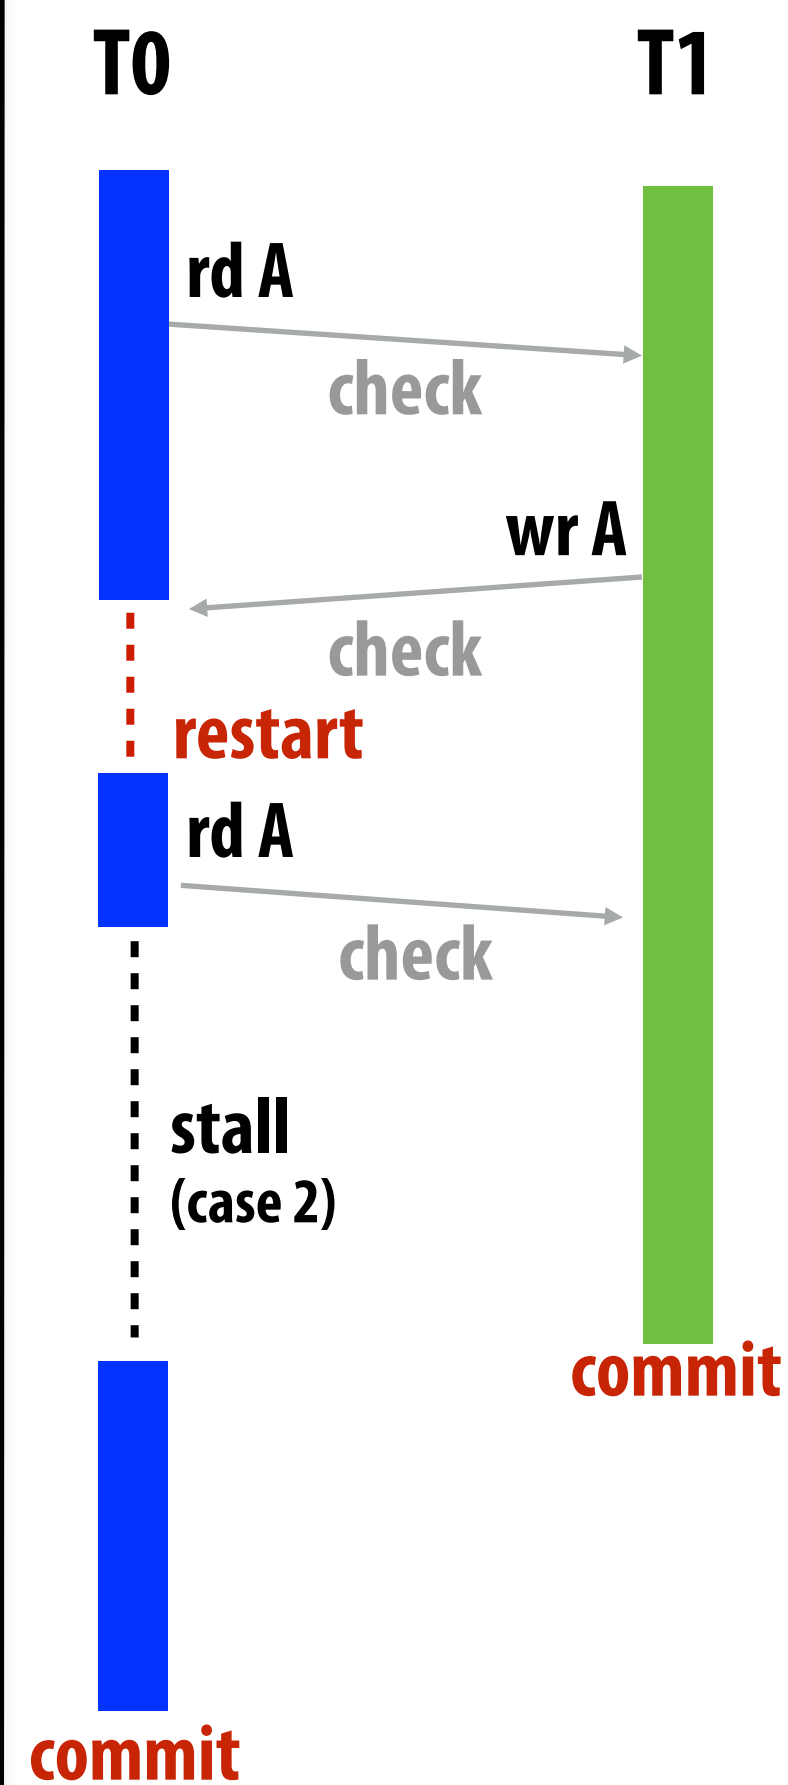 T0
T1
rd A
check
wr A
check
restart
rd A
check
stall
(case 2)
commit
commit